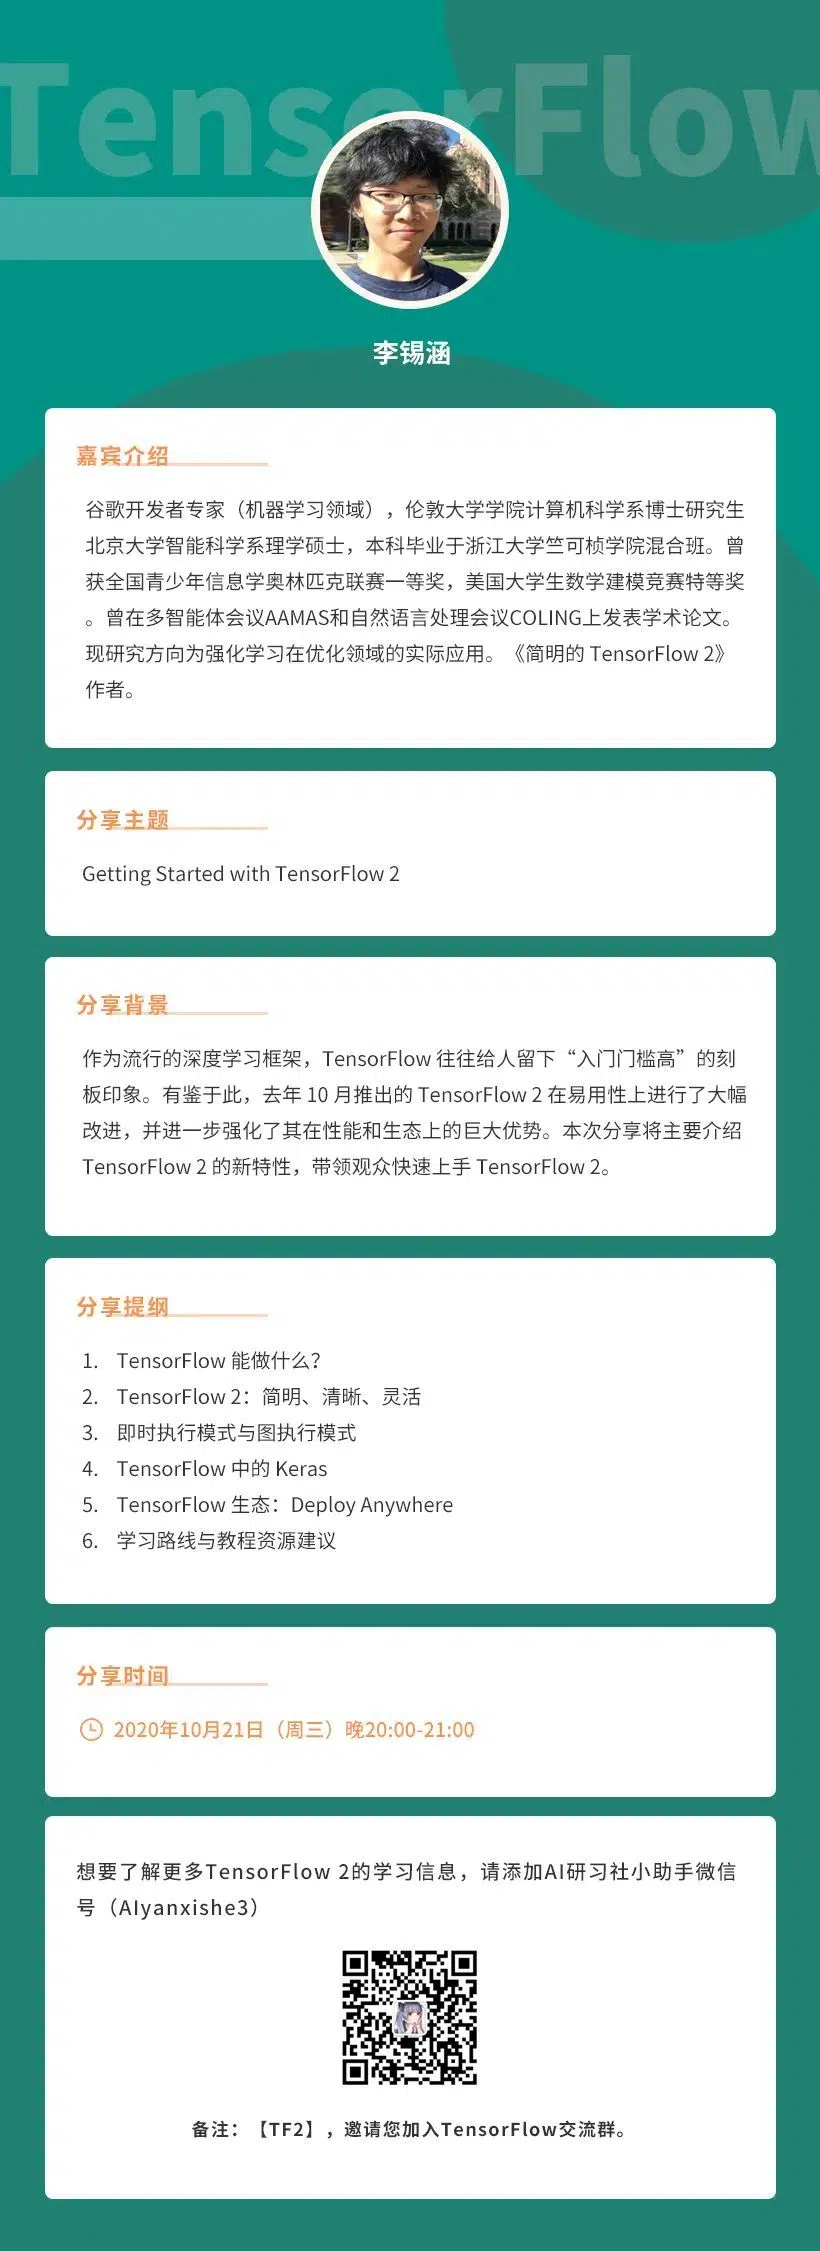 TensorFlow
李锡涵
嘉宾介绍
谷歌开发者专家（机器学习领域），伦敦大学学院计算机科学系博士研究生
北京大学智能科学系理学硕士，本科毕业于浙江大学竺可桢学院混合班。曾
获全国青少年信息学奥林匹克联赛一等奖，美国大学生数学建模竞赛特等奖
。曾在多智能体会议AAMAS和自然语言处理会议COLING上发表学术论文。
现研究方向为强化学习在优化领域的实际应用。《简明的 TensorFlow 2》
作者。
分享主题
Getting Started with TensorFlow 2
分享背景
作为流行的深度学习框架，TensorFlow 往往给人留下“入门门槛高”的刻
板印象。有鉴于此，去年 10 月推出的 TensorFlow 2 在易用性上进行了大幅
改进，并进一步强化了其在性能和生态上的巨大优势。本次分享将主要介绍
TensorFlow 2 的新特性，带领观众快速上手 TensorFlow 2。
分享提纲
1. TensorFlow 能做什么？
2. TensorFlow 2：简明、清晰、灵活
3. 即时执行模式与图执行模式
4. TensorFlow 中的 Keras
5. TensorFlow 生态：Deploy Anywhere
6. 学习路线与教程资源建议
分享时间
2020年10月21日（周三）晚20:00-21:00
想要了解更多TensorFlow 2的学习信息，请添加AI研习社小助手微信
号（AIyanxishe3）
备注：【TF2】，邀请您加入TensorFlow交流群。